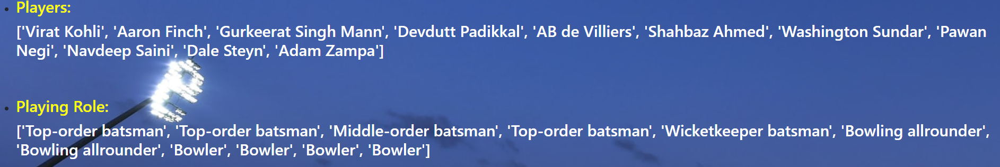 Players:
['Virat Kohli', 'Aaron Finch', 'Gurkeerat Singh Mann', 'Devdutt Padikkal', 'AB de Villiers', 'Shahbaz Ahmed', 'Washington Sundar', 'Pawan
Negi', 'Navdeep Saini', 'Dale Steyn', 'Adam Zampa']
Playing Role:
['Top-order batsman', 'Top-order batsman', 'Middle-order batsman', 'Top-order batsman', 'Wicketkeeper batsman', 'Bowling allrounder',
'Bowling allrounder', 'Bowler', 'Bowler', 'Bowler', 'Bowler']